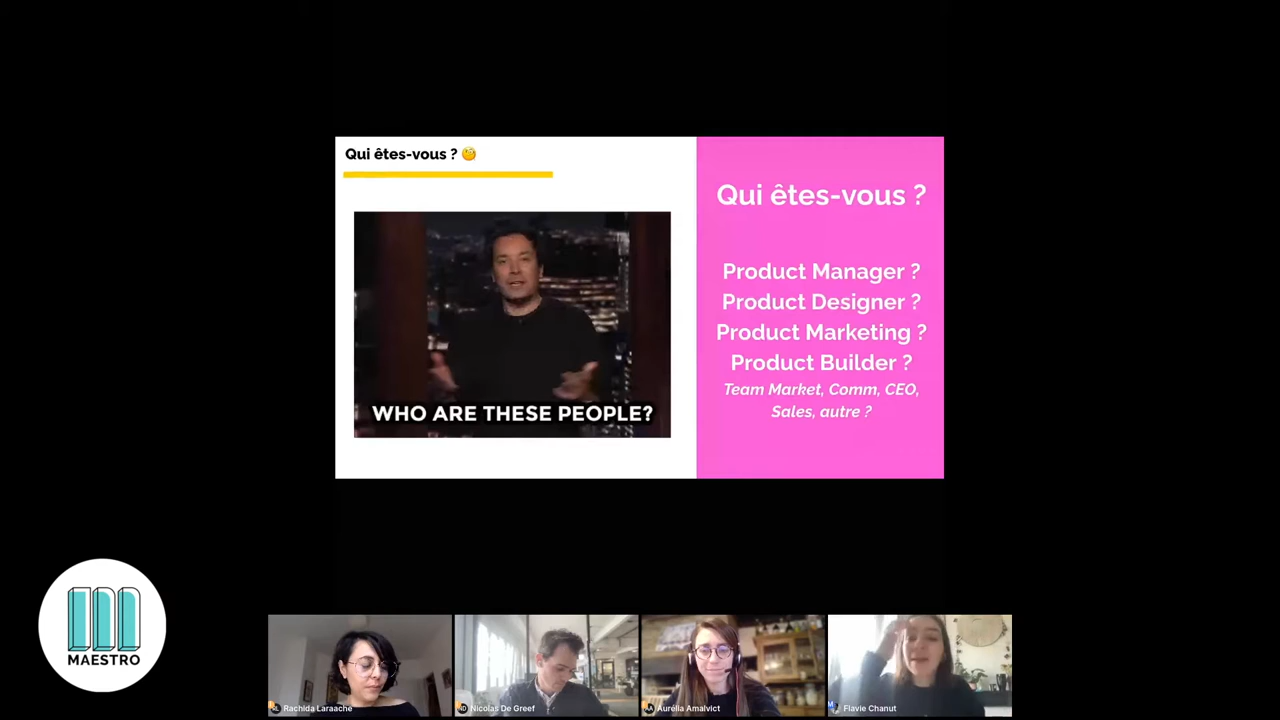 Qui êtes-vous ? 🧐
WHO ARE THESE PEOPLE?
Qui êtes-vous ?
Product Manager ?
Product Designer ?
Product Marketing ?
Product Builder ?
Team Market, Comm, CEO,
Sales, autre ?
MAESTRO
Rachida Laraache
Nicolas De Greef
Aurélia Amalvict
Flavie Chanut